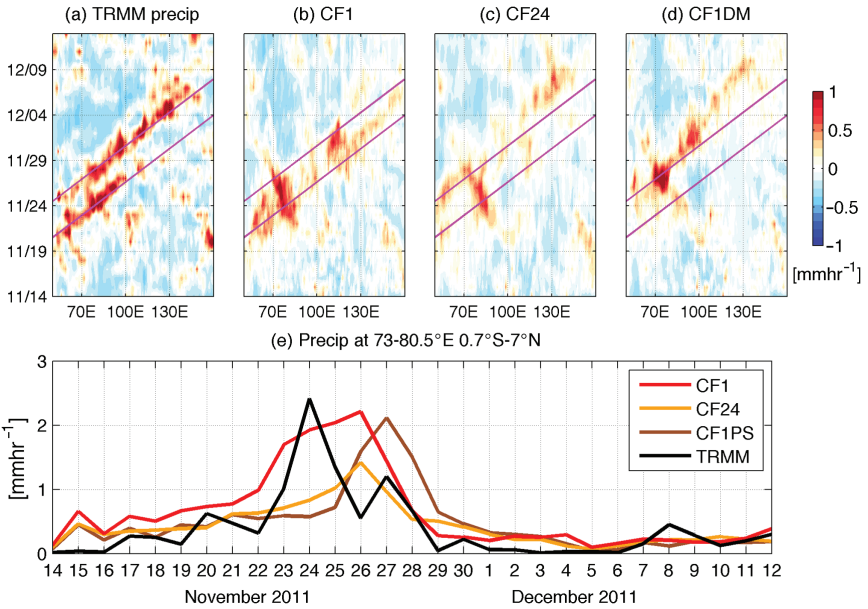 (a) TRMM precip (b) CF1 (c) CF24 (d) CF1DM
12/09
12/04
11/29
11/24
11/19
11/14
70E 100E 130E 70E 100E 130E 70E 100E 130E 70E 100E 130E
1
0.5
0
−0.5
−1
[mmhr⁻¹]
(e) Precip at 73-80.5°E 0.7°S-7°N
3
2
1
0
[mmhr⁻¹]
CF1
CF24
CF1PS
TRMM
14 15 16 17 18 19 20 21 22 23 24 25 26 27 28 29 30 1 2 3 4 5 6 7 8 9 10 11 12
November 2011 December 2011